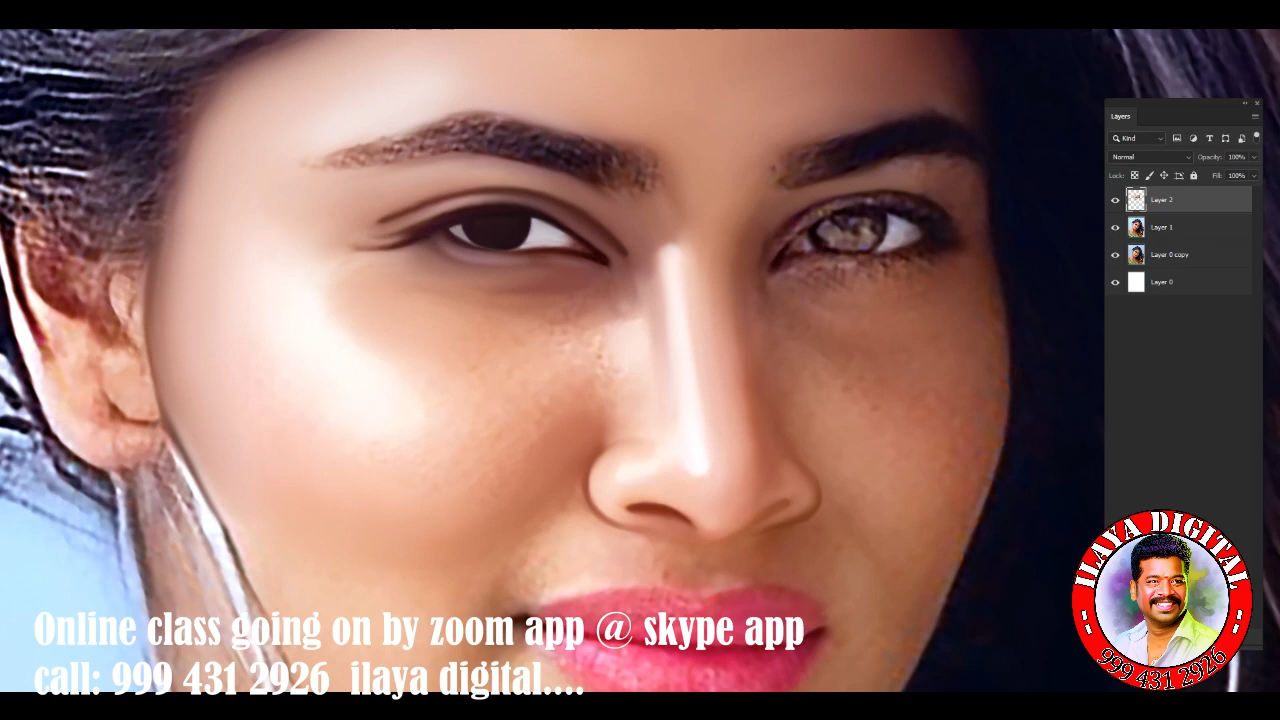 Layers
Kind
Normal
Opacity: 100%
Lock:
Fill: 100%
Layer 2
Layer 1
Layer 0 copy
Layer 0
ILAYA DIGITAL
999 431 2926
Online class going on by zoom app @ skype app
call: 999 431 2926 ilaya digital....